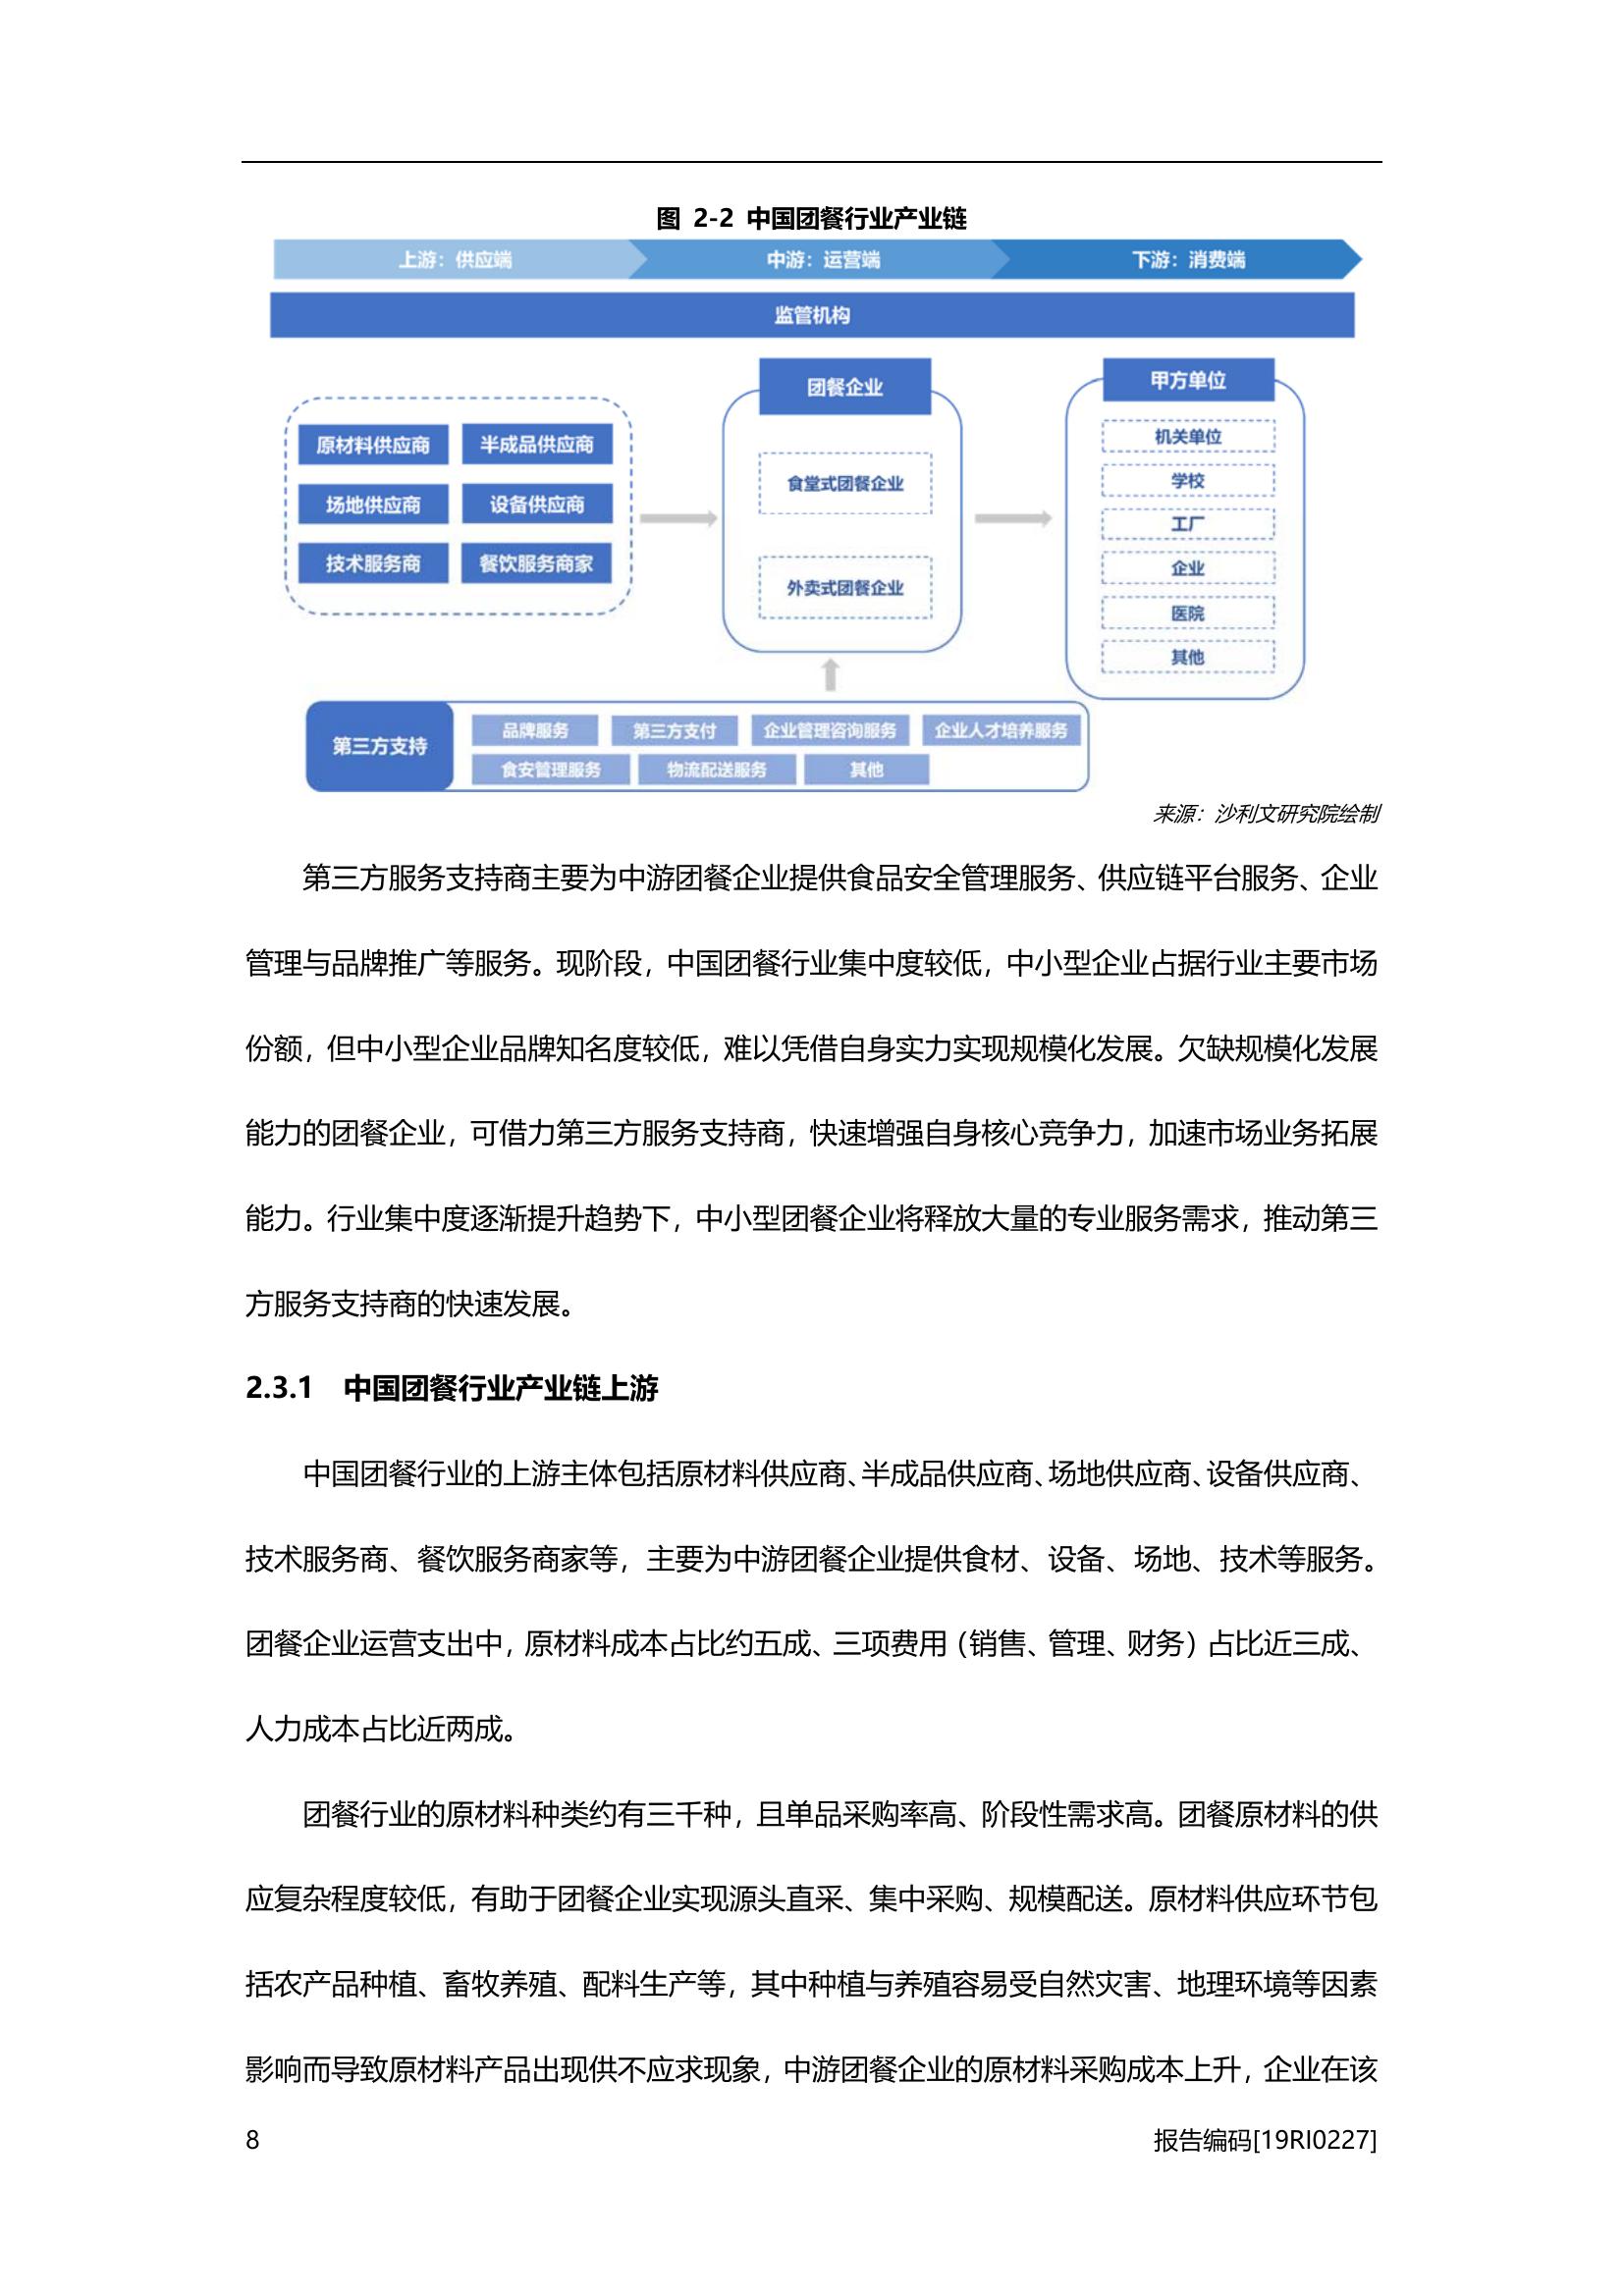 图 2-2 中国团餐行业产业链
上游：供应端
中游：运营端
下游：消费端
监管机构
原材料供应商
半成品供应商
场地供应商
设备供应商
技术服务商
餐饮服务商家
团餐企业
食堂式团餐企业
外卖式团餐企业
甲方单位
机关单位
学校
工厂
企业
医院
其他
第三方支持
品牌服务
第三方支付
企业管理咨询服务
企业人才培养服务
食安管理服务
物流配送服务
其他
来源：沙利文研究院绘制
第三方服务支持商主要为中游团餐企业提供食品安全管理服务、供应链平台服务、企业
管理与品牌推广等服务。现阶段，中国团餐行业集中度较低，中小型企业占据行业主要市场
份额，但中小型企业品牌知名度较低，难以凭借自身实力实现规模化发展。欠缺规模化发展
能力的团餐企业，可借力第三方服务支持商，快速增强自身核心竞争力，加速市场业务拓展
能力。行业集中度逐渐提升趋势下，中小型团餐企业将释放大量的专业服务需求，推动第三
方服务支持商的快速发展。
2.3.1 中国团餐行业产业链上游
中国团餐行业的上游主体包括原材料供应商、半成品供应商、场地供应商、设备供应商、
技术服务商、餐饮服务商家等，主要为中游团餐企业提供食材、设备、场地、技术等服务。
团餐企业运营支出中，原材料成本占比约五成、三项费用（销售、管理、财务）占比近三成、
人力成本占比近两成。
团餐行业的原材料种类约有三千种，且单品采购率高、阶段性需求高。团餐原材料的供
应复杂程度较低，有助于团餐企业实现源头直采、集中采购、规模配送。原材料供应环节包
括农产品种植、畜牧养殖、配料生产等，其中种植与养殖容易受自然灾害、地理环境等因素
影响而导致原材料产品出现供不应求现象，中游团餐企业的原材料采购成本上升，企业在该
8
报告编码[19RI0227]